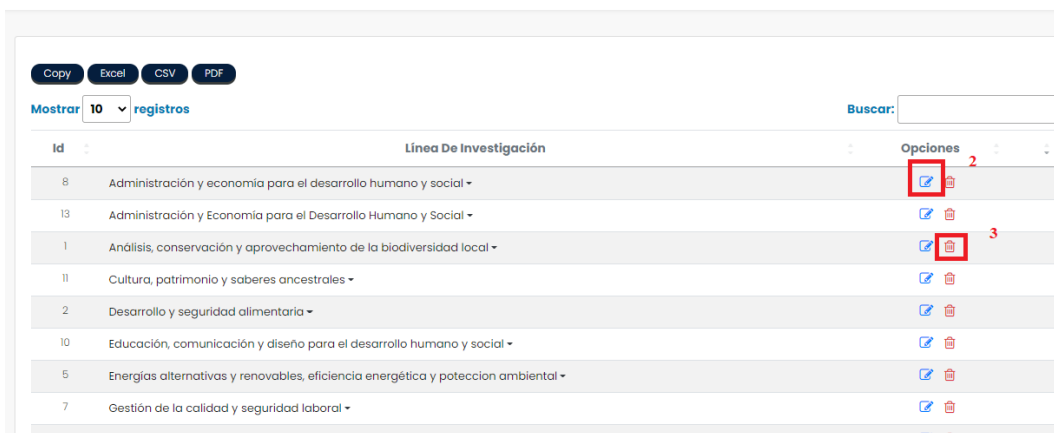 Copy Excel CSV PDF
Mostrar 10 registros Buscar:
Id Línea De Investigación Opciones
2
8 Administración y economía para el desarrollo humano y social
13 Administración y Economía para el Desarrollo Humano y Social
3
1 Análisis, conservación y aprovechamiento de la biodiversidad local
11 Cultura, patrimonio y saberes ancestrales
2 Desarrollo y seguridad alimentaria
10 Educación, comunicación y diseño para el desarrollo humano y social
5 Energías alternativas y renovables, eficiencia energética y poteccion ambiental
7 Gestión de la calidad y seguridad laboral